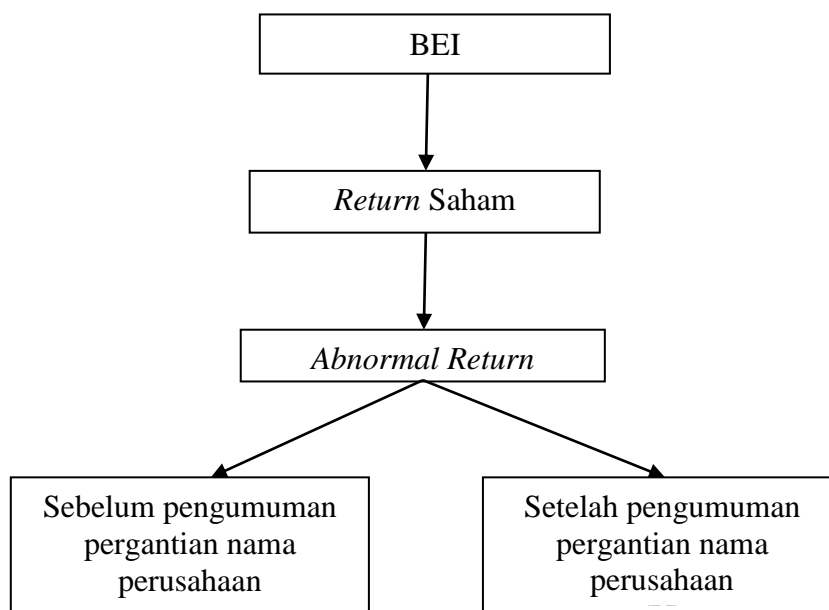 BEI
Return Saham
Abnormal Return
Sebelum pengumuman
pergantian nama
perusahaan
Setelah pengumuman
pergantian nama
perusahaan